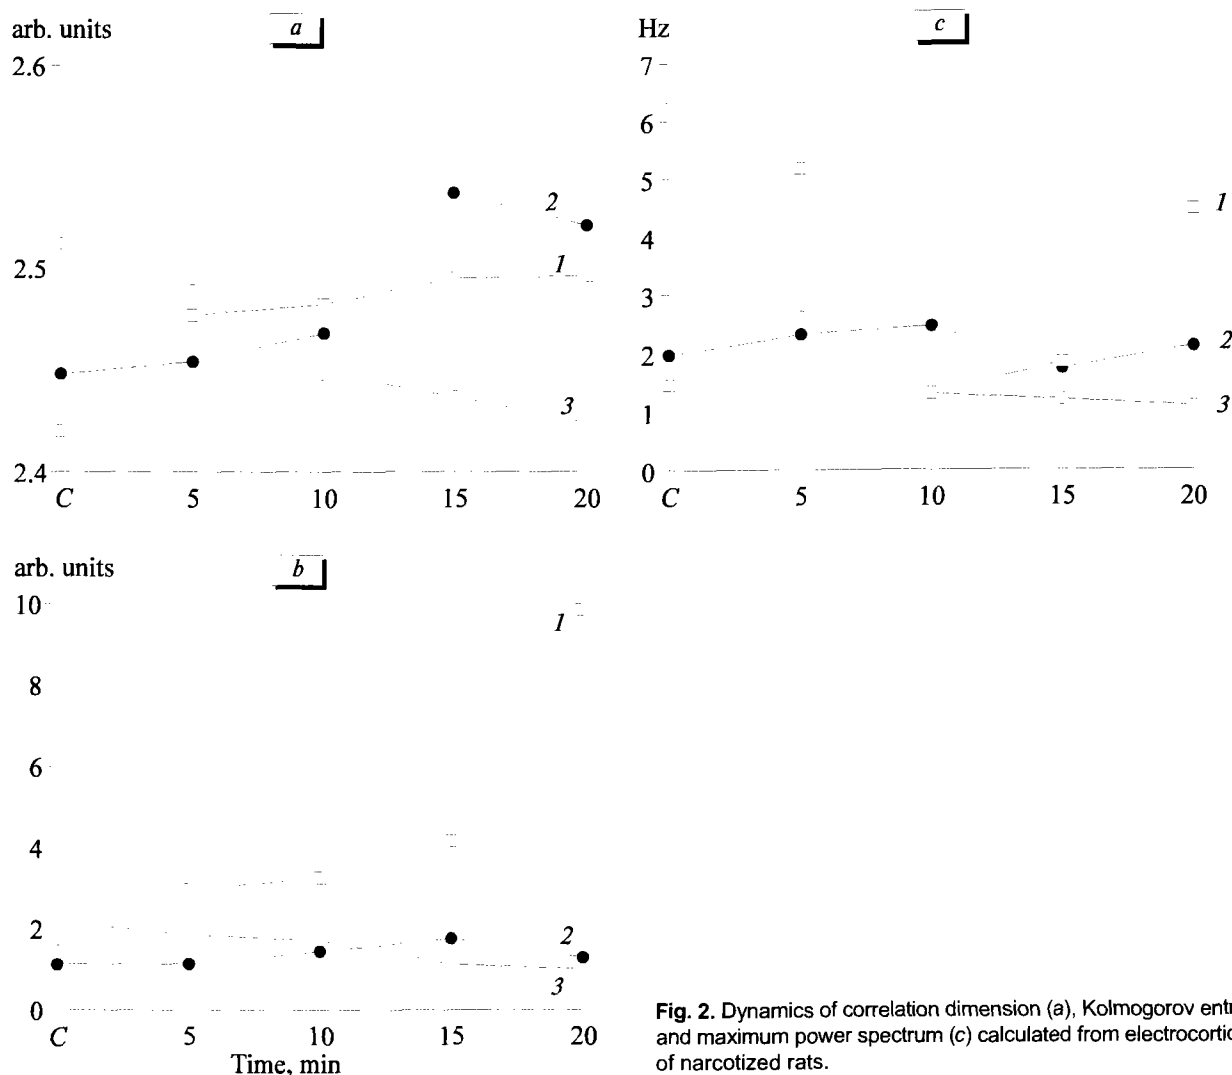 arb. units
a
2.6
2.5
2.4
2
1
3
C 5 10 15 20
Hz
c
7
6
5
4
3
2
1
0
1
2
3
C 5 10 15 20
arb. units
b
10
8
6
4
2
0
1
2
3
C 5 10 15 20
Time, min
Fig. 2. Dynamics of correlation dimension (a), Kolmogorov
and maximum power spectrum (c) calculated from
of narcotized rats.